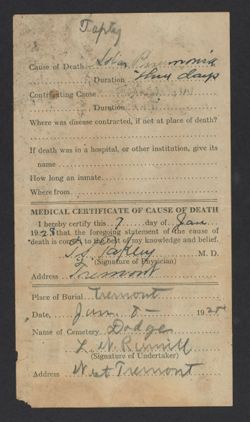 Tapley
Cause of Death Lobar Pneumonia
Duration three days
Contributing Cause
Duration
Where was disease contracted, if not at place of death?
If death was in a hospital, or other institution, give its
name
How long an inmate
Where from
MEDICAL CERTIFICATE OF CAUSE OF DEATH
I hereby certify this 7 day of Jan
1925 that the foregoing statement of the cause of
death is correct to the best of my knowledge and belief.
Tapley M. D.
(Signature of Physician)
Address Tremont
Place of Burial Tremont
Date, Jan. 8 - 1925
Name of Cemetery Dodge
L. W. Rumill
(Signature of Undertaker)
Address West Tremont